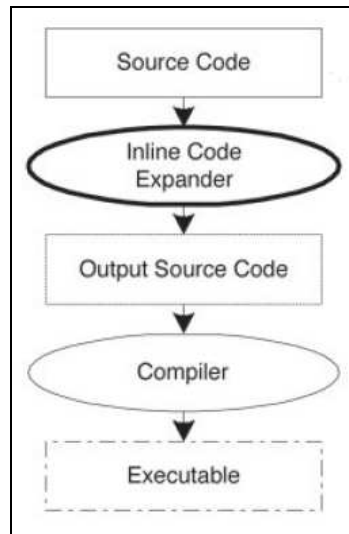 Source Code
Inline Code
Expander
Output Source Code
Compiler
Executable